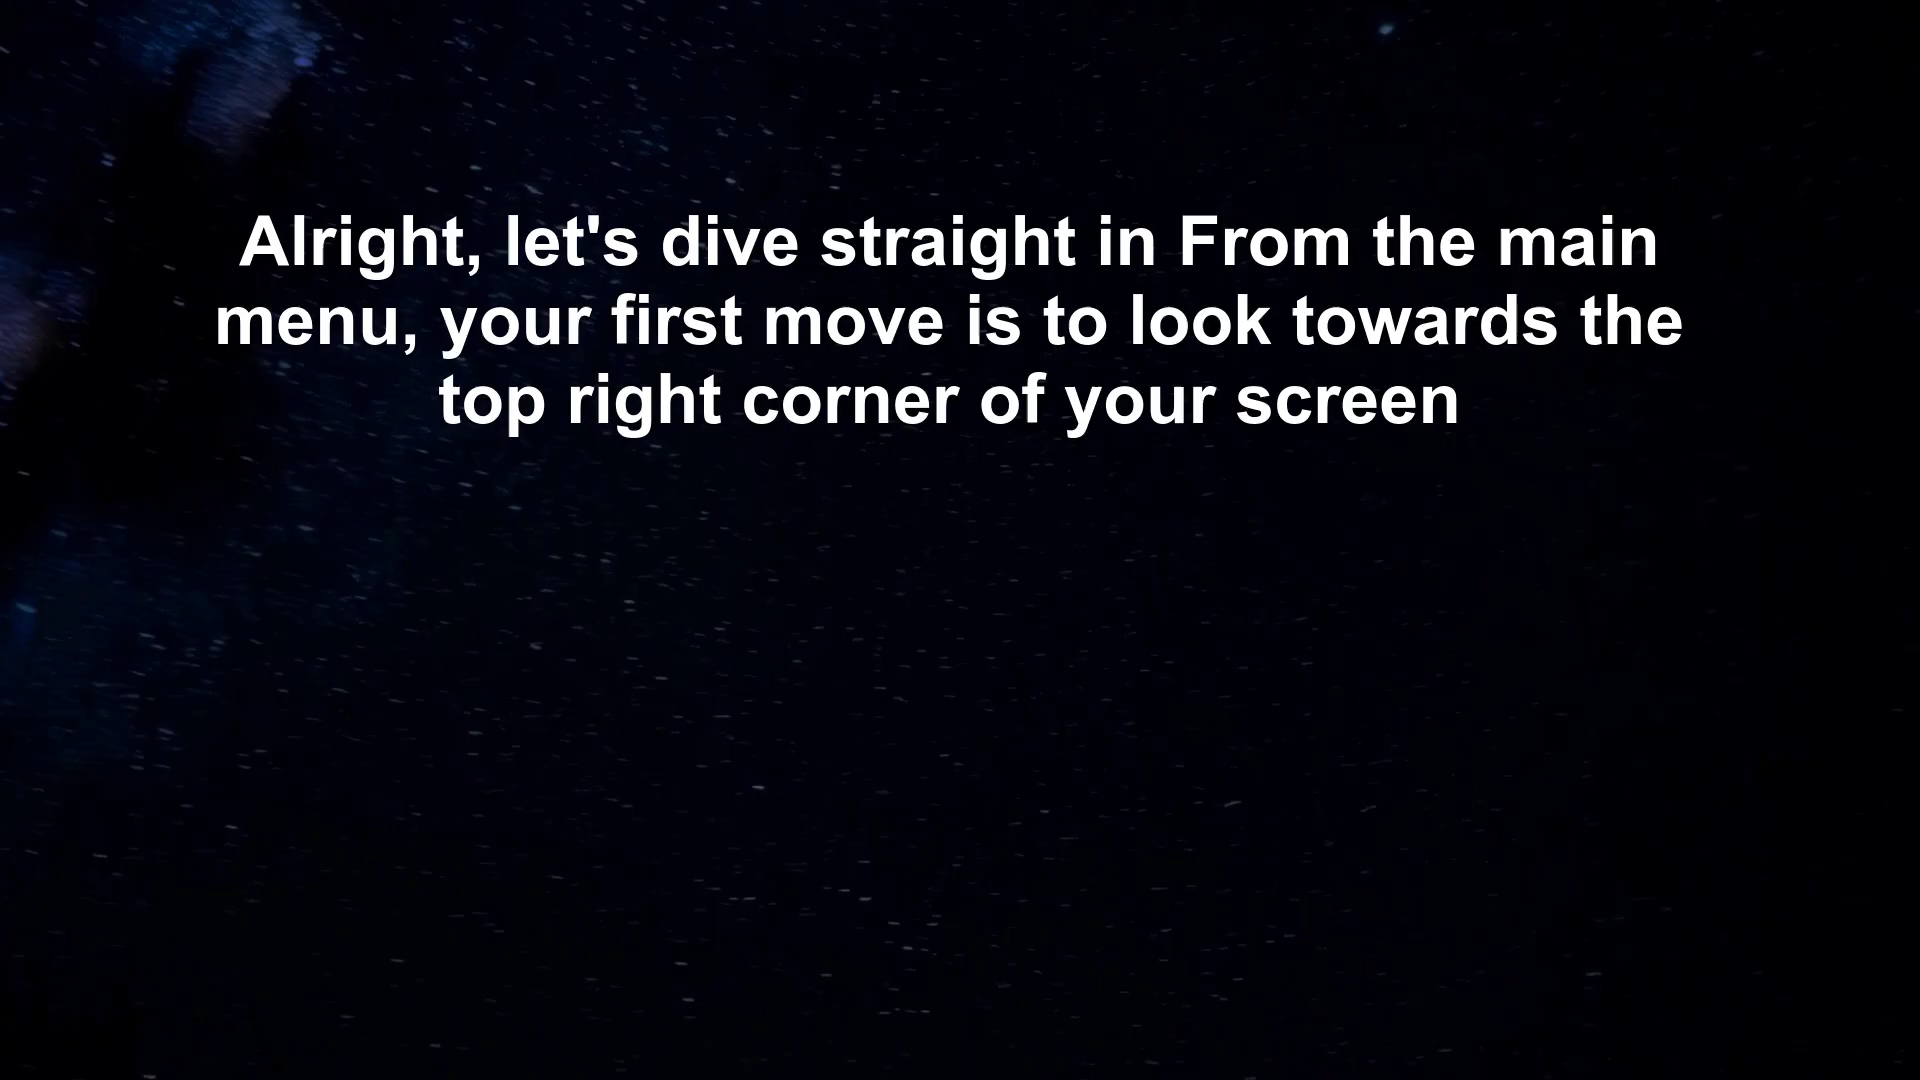 Alright, let's dive straight in From the main
menu, your first move is to look towards the
top right corner of your screen